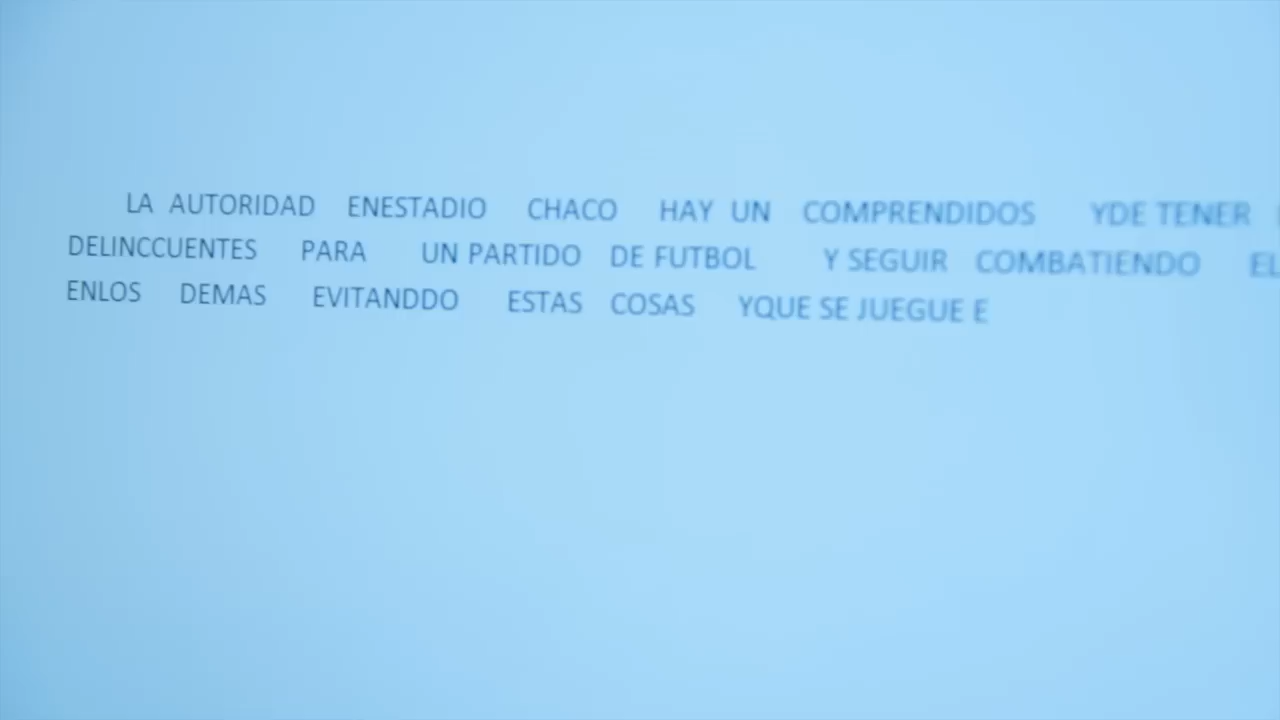 LA AUTORIDAD ENESTADIO CHACO HAY UN COMPRENDIDOS YDE TENER
DELINCCUENTES PARA UN PARTIDO DE FUTBOL Y SEGUIR COMBATIENDO EL
ENLOS DEMAS EVITANDDO ESTAS COSAS YQUE SE JUEGUE E